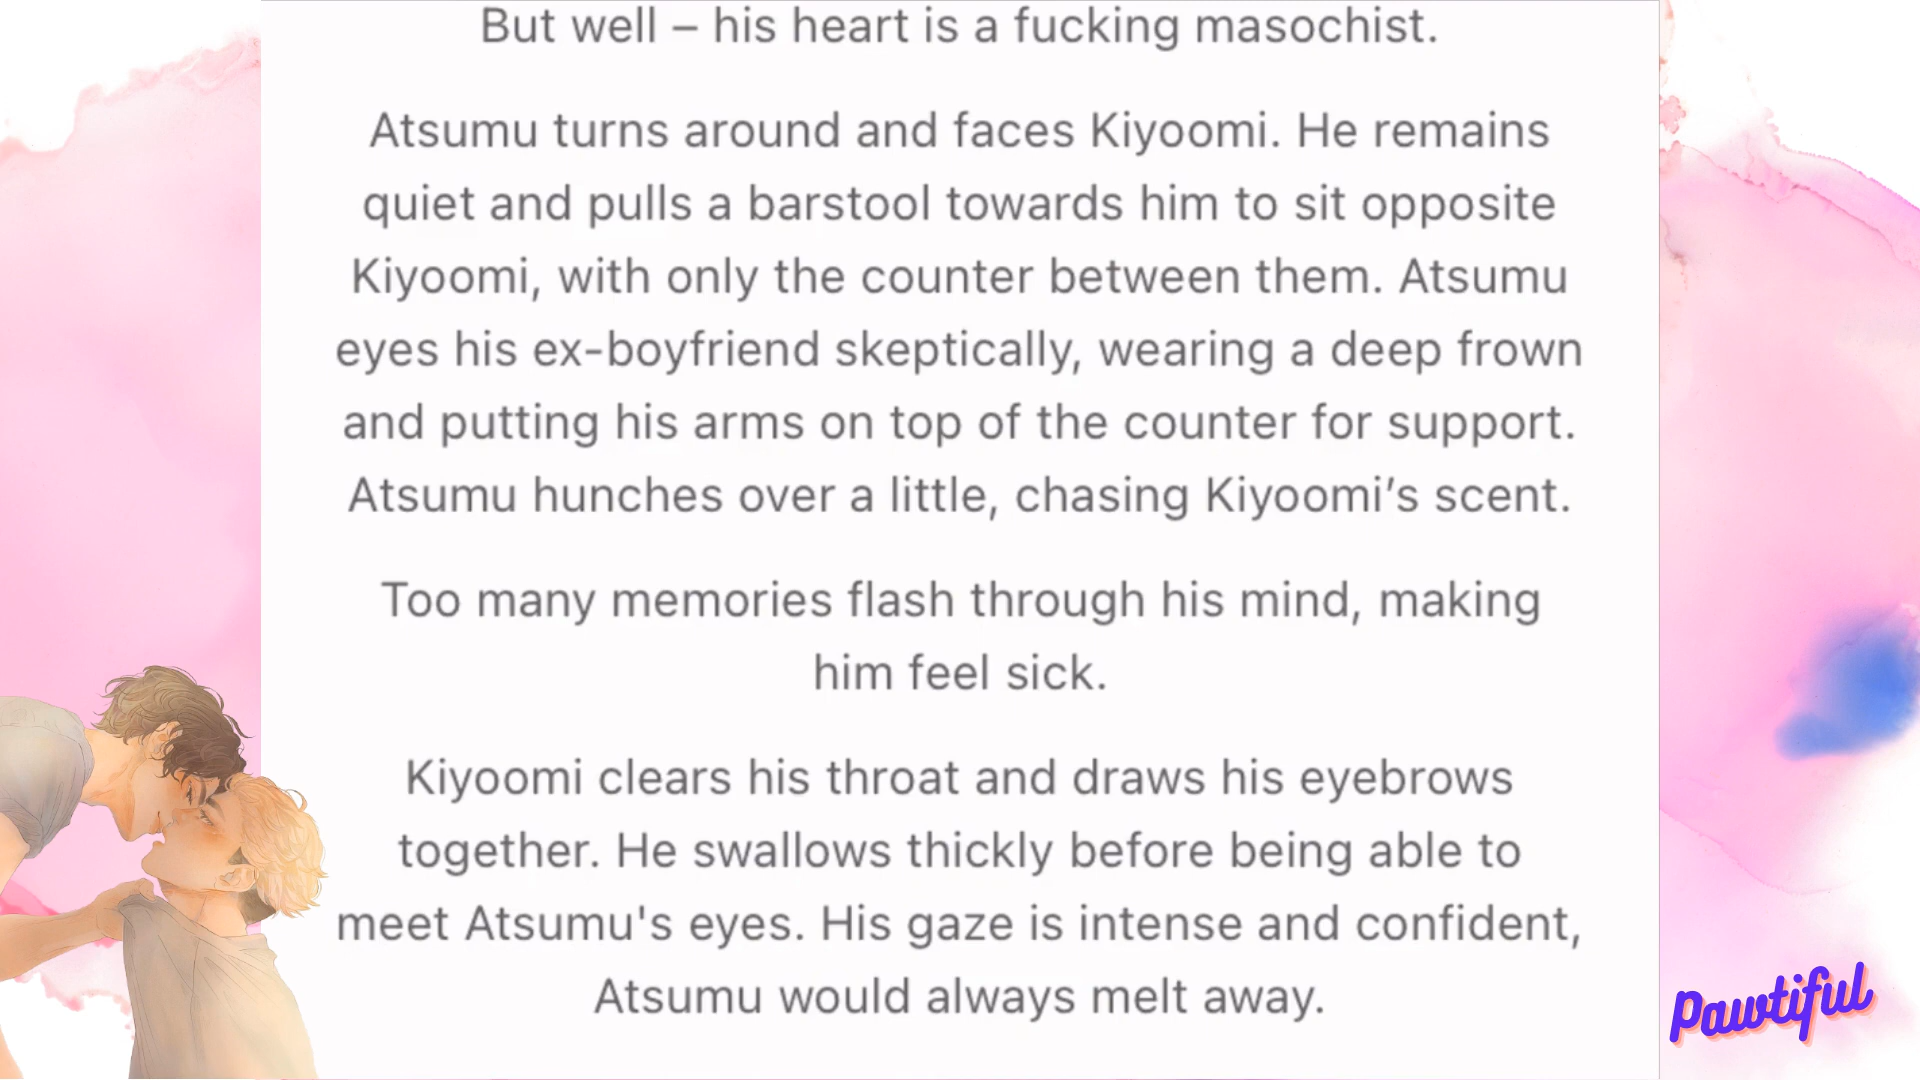 But well – his heart is a fucking masochist.
Atsumu turns around and faces Kiyoomi. He remains
quiet and pulls a barstool towards him to sit opposite
Kiyoomi, with only the counter between them. Atsumu
eyes his ex-boyfriend skeptically, wearing a deep frown
and putting his arms on top of the counter for support.
Atsumu hunches over a little, chasing Kiyoomi’s scent.
Too many memories flash through his mind, making
him feel sick.
Kiyoomi clears his throat and draws his eyebrows
together. He swallows thickly before being able to
meet Atsumu's eyes. His gaze is intense and confident,
Atsumu would always melt away.
Pawtiful